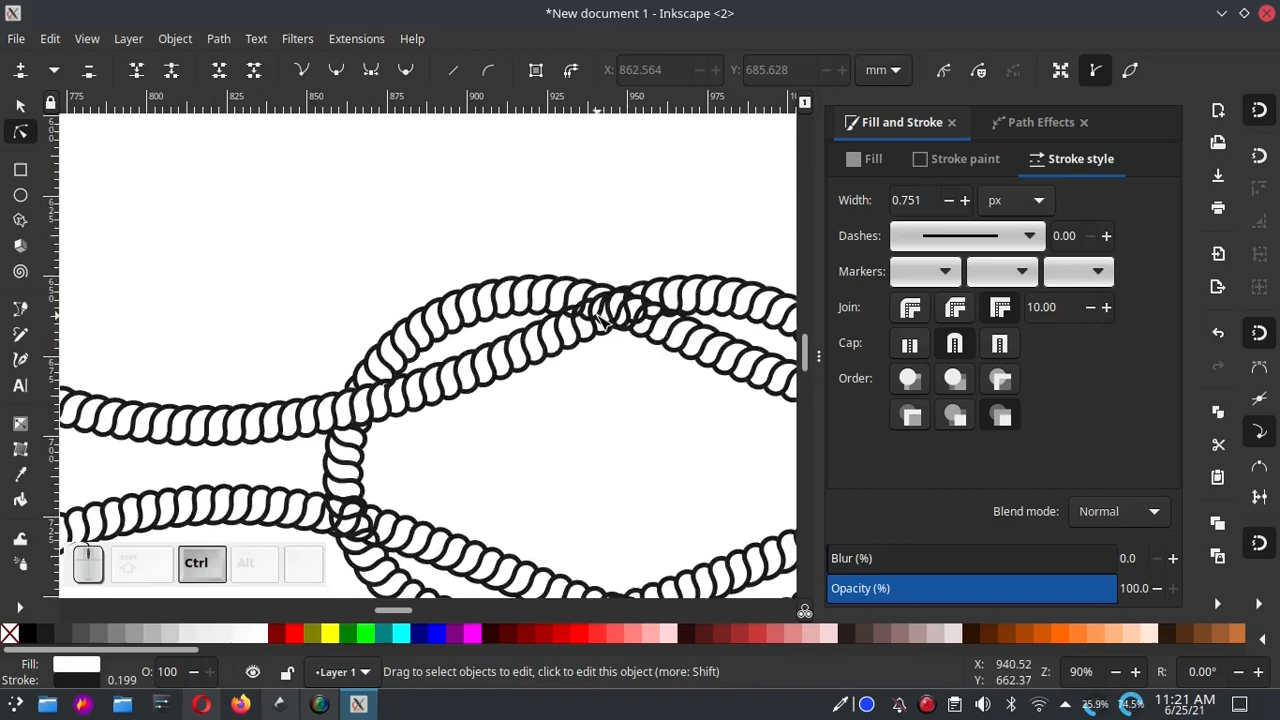 *New document 1 - Inkscape <2>
File Edit View Layer Object Path Text Filters Extensions Help
X: 862.564 Y: 685.628 mm
775 800 825 850 875 900 925 950 975
Fill and Stroke Path Effects
Fill Stroke paint Stroke style
Width: 0.751 px
Dashes: 0.00
Markers:
Join: 10.00
Cap:
Order:
Blend mode: Normal
Shift Ctrl Alt
Blur (%) 0.0
Opacity (%) 100.0
Fill:
Stroke: 0.199
O: 100
Layer 1
Drag to select objects to edit, click to edit this object (more: Shift)
X: 940.52
Y: 662.37
Z: 90%
R: 0.00°
25.9% 74.5%
11:21 AM
6/25/21